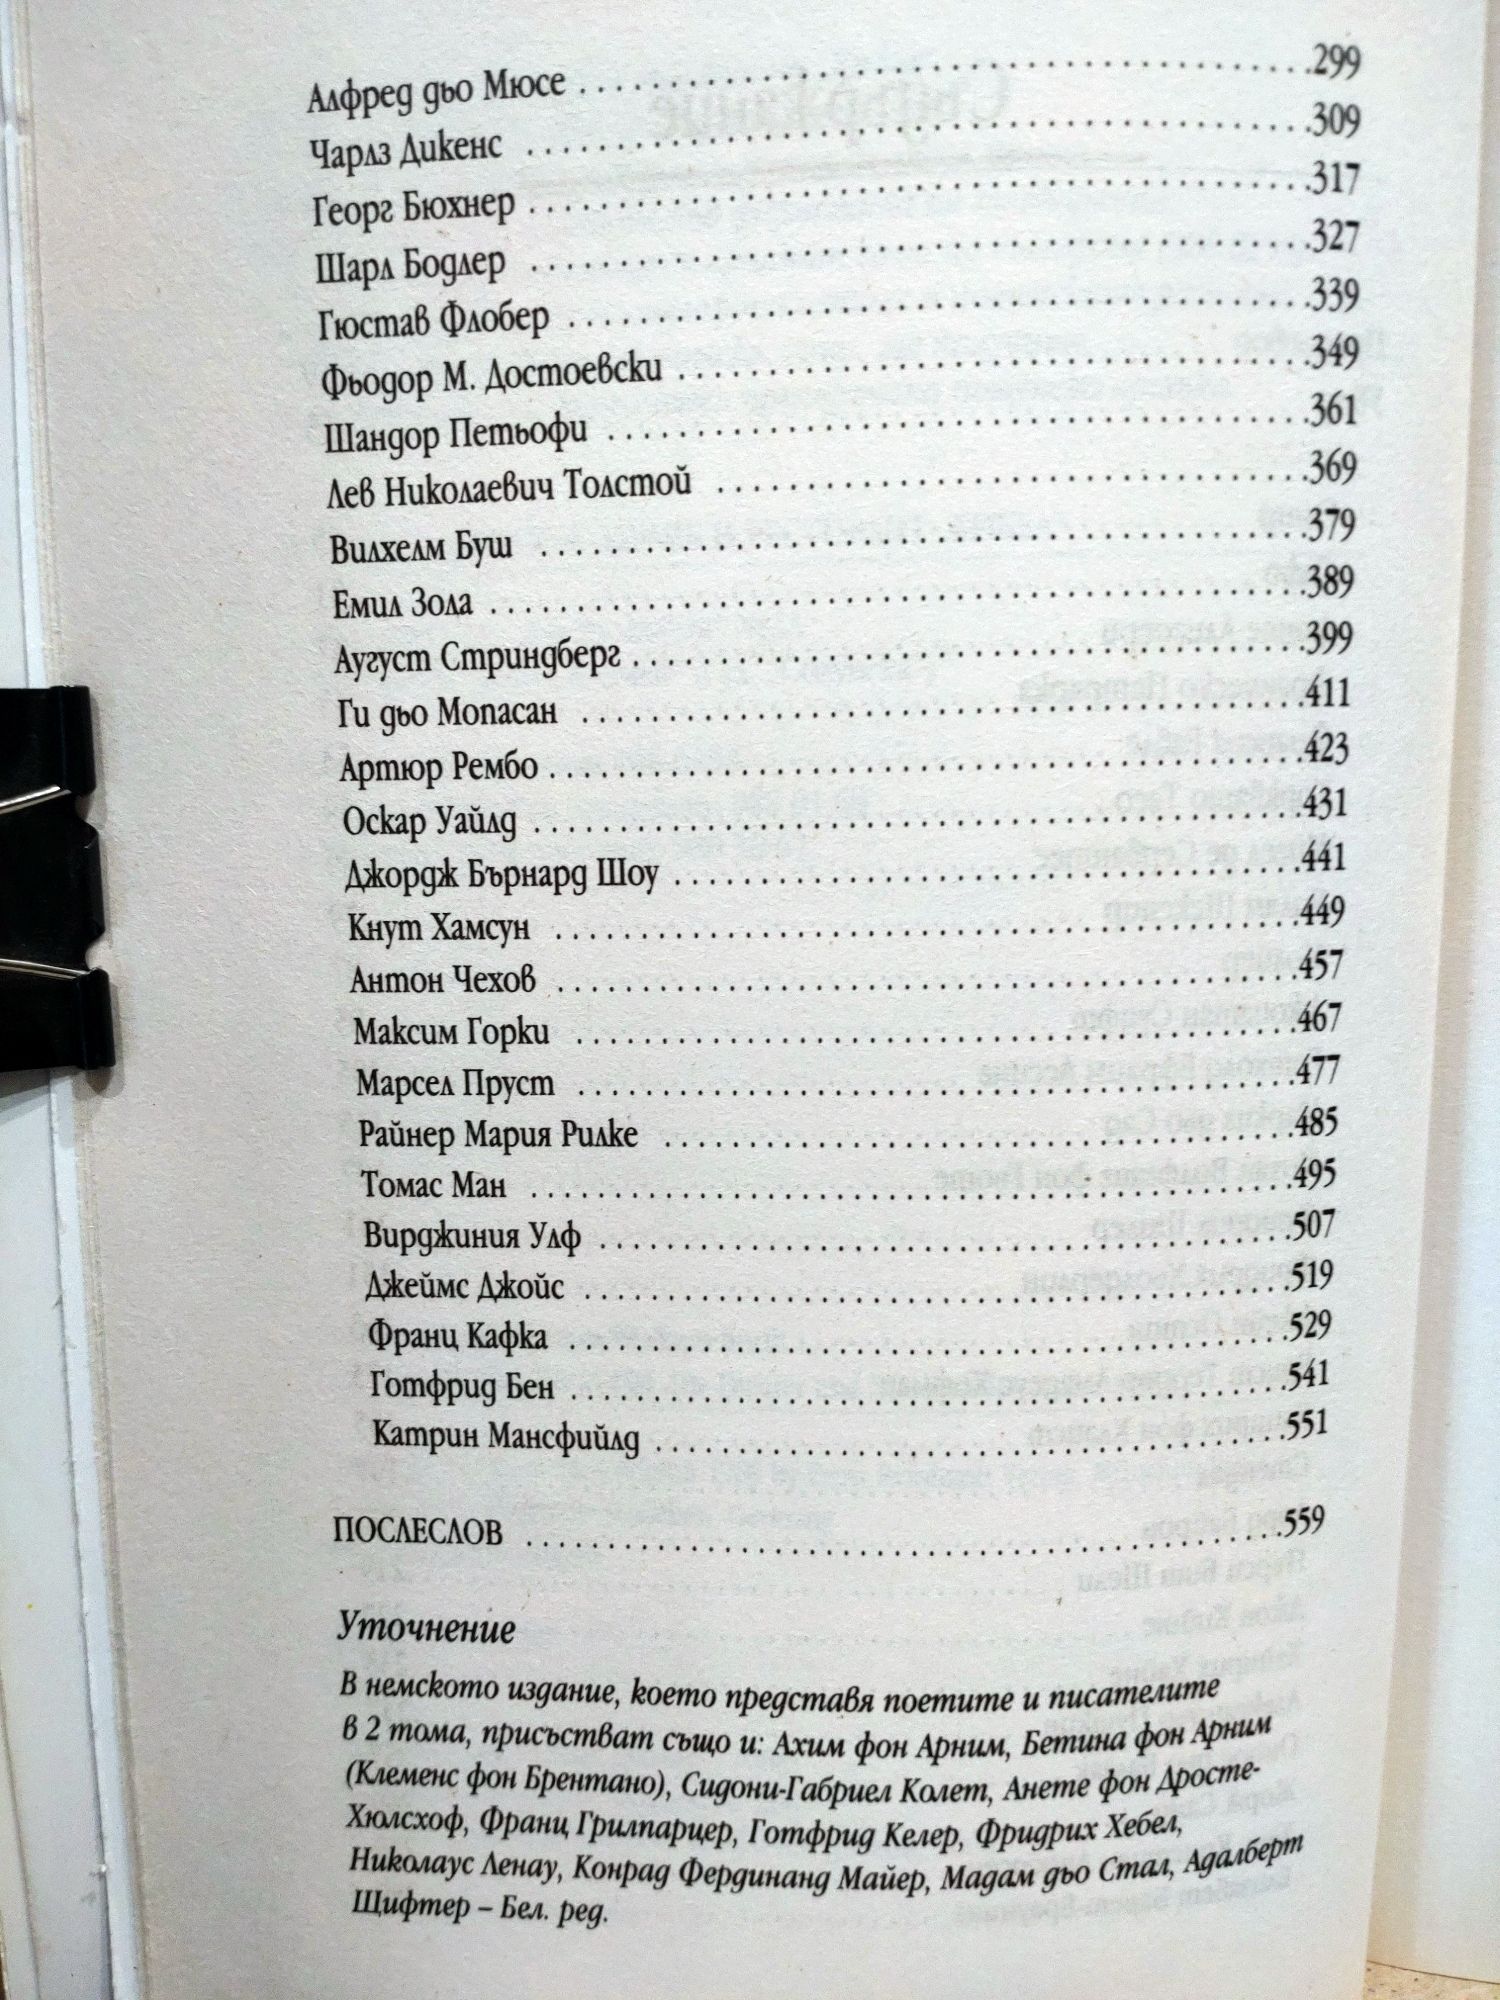 Алфред дьо Мюсе 299
Чарлз Дикенс 309
Георг Бюхнер 317
Шарл Бодлер 327
Гюстав Флобер 339
Фьодор М. Достоевски 349
Шандор Петьофи 361
Лев Николаевич Толстой 369
Вилхелм Буш 379
Емил Зола 389
Аугуст Стриндберг 399
Ги дьо Мопасан 411
Артюр Рембо 423
Оскар Уайлд 431
Джордж Бърнард Шоу 441
Кнут Хамсун 449
Антон Чехов 457
Максим Горки 467
Марсел Пруст 477
Райнер Мария Рилке 485
Томас Ман 495
Вирджиния Улф 507
Джеймс Джойс 519
Франц Кафка 529
Готфрид Бен 541
Катрин Мансфийлд 551
ПОСЛЕСЛОВ 559
Уточнение
В немското издание, което представя поетите и писателите
в 2 тома, присъстват също и: Ахим фон Арним, Бетина фон Арним
(Клеменс фон Брентано), Сидони-Габриел Колет, Анете фон Дросте-
Хюлсхоф, Франц Грилпарцер, Готфрид Келер, Фридрих Хебел,
Николаус Ленау, Конрад Фердинанд Майер, Мадам дьо Стал, Адалберт
Щифтер – Бел. ред.